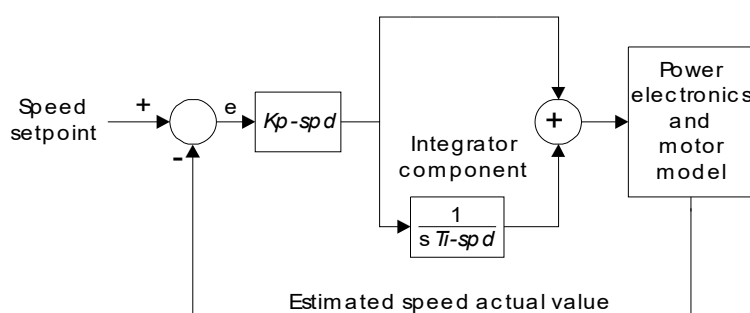 Speed
setpoint
+
-
e
Kp-spd
Integrator
component
1
s Ti-spd
+
Power
electronics
and
motor
model
Estimated speed actual value